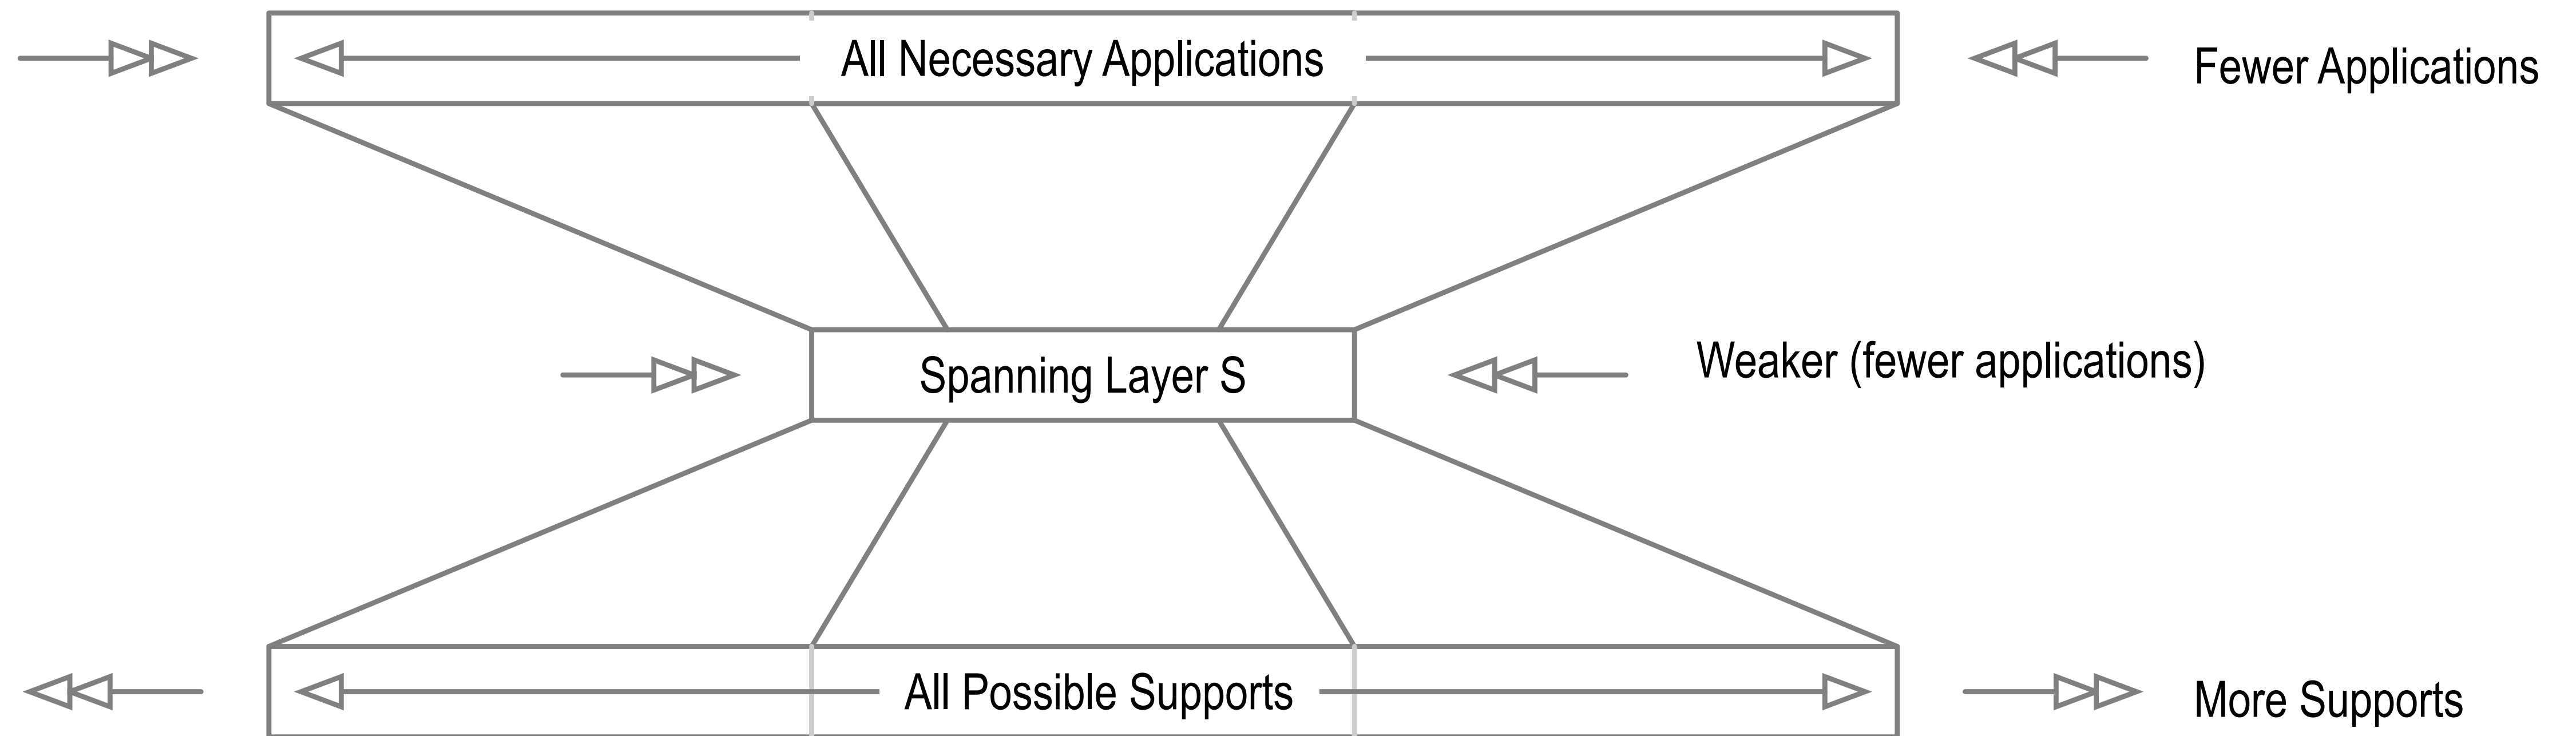 All Necessary Applications
Fewer Applications
Spanning Layer S
Weaker (fewer applications)
All Possible Supports
More Supports